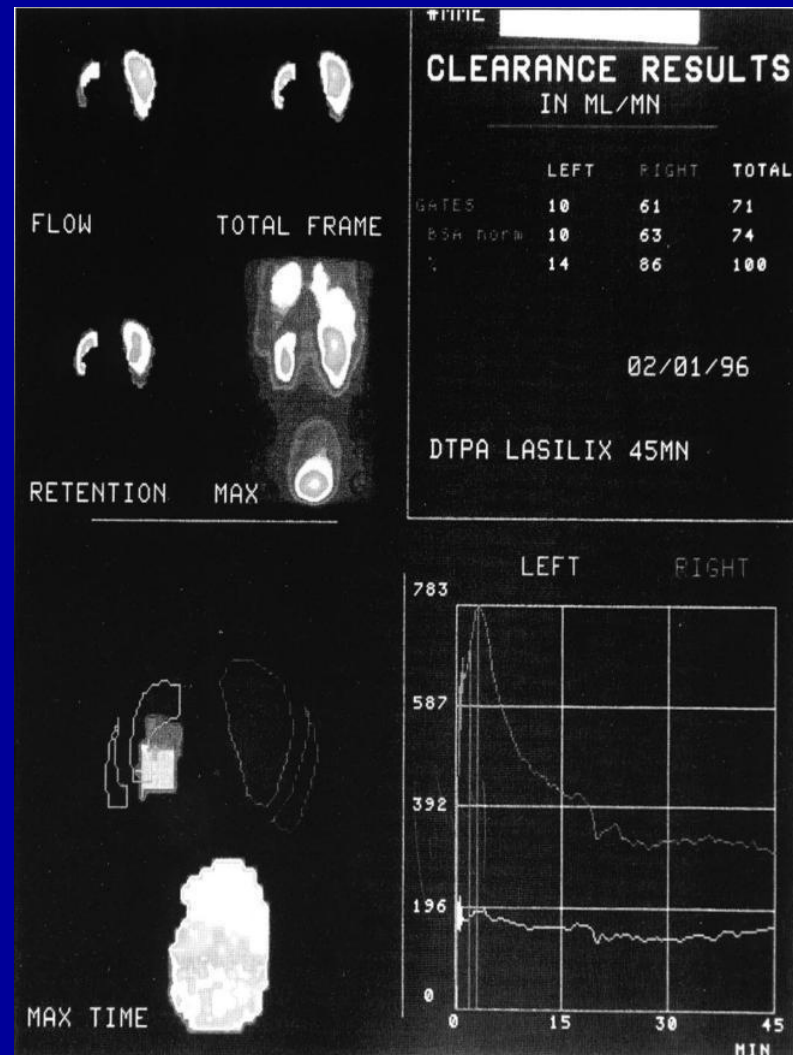 FLOW
TOTAL FRAME
RETENTION
MAX
MAX TIME
CLEARANCE RESULTS
IN ML/MN
LEFT RIGHT TOTAL
GATES 10 61 71
BSA norm 10 63 74
% 14 86 100
02/01/96
DTPA LASILIX 45MN
LEFT RIGHT
783
587
392
196
0
0 15 30 45
MIN